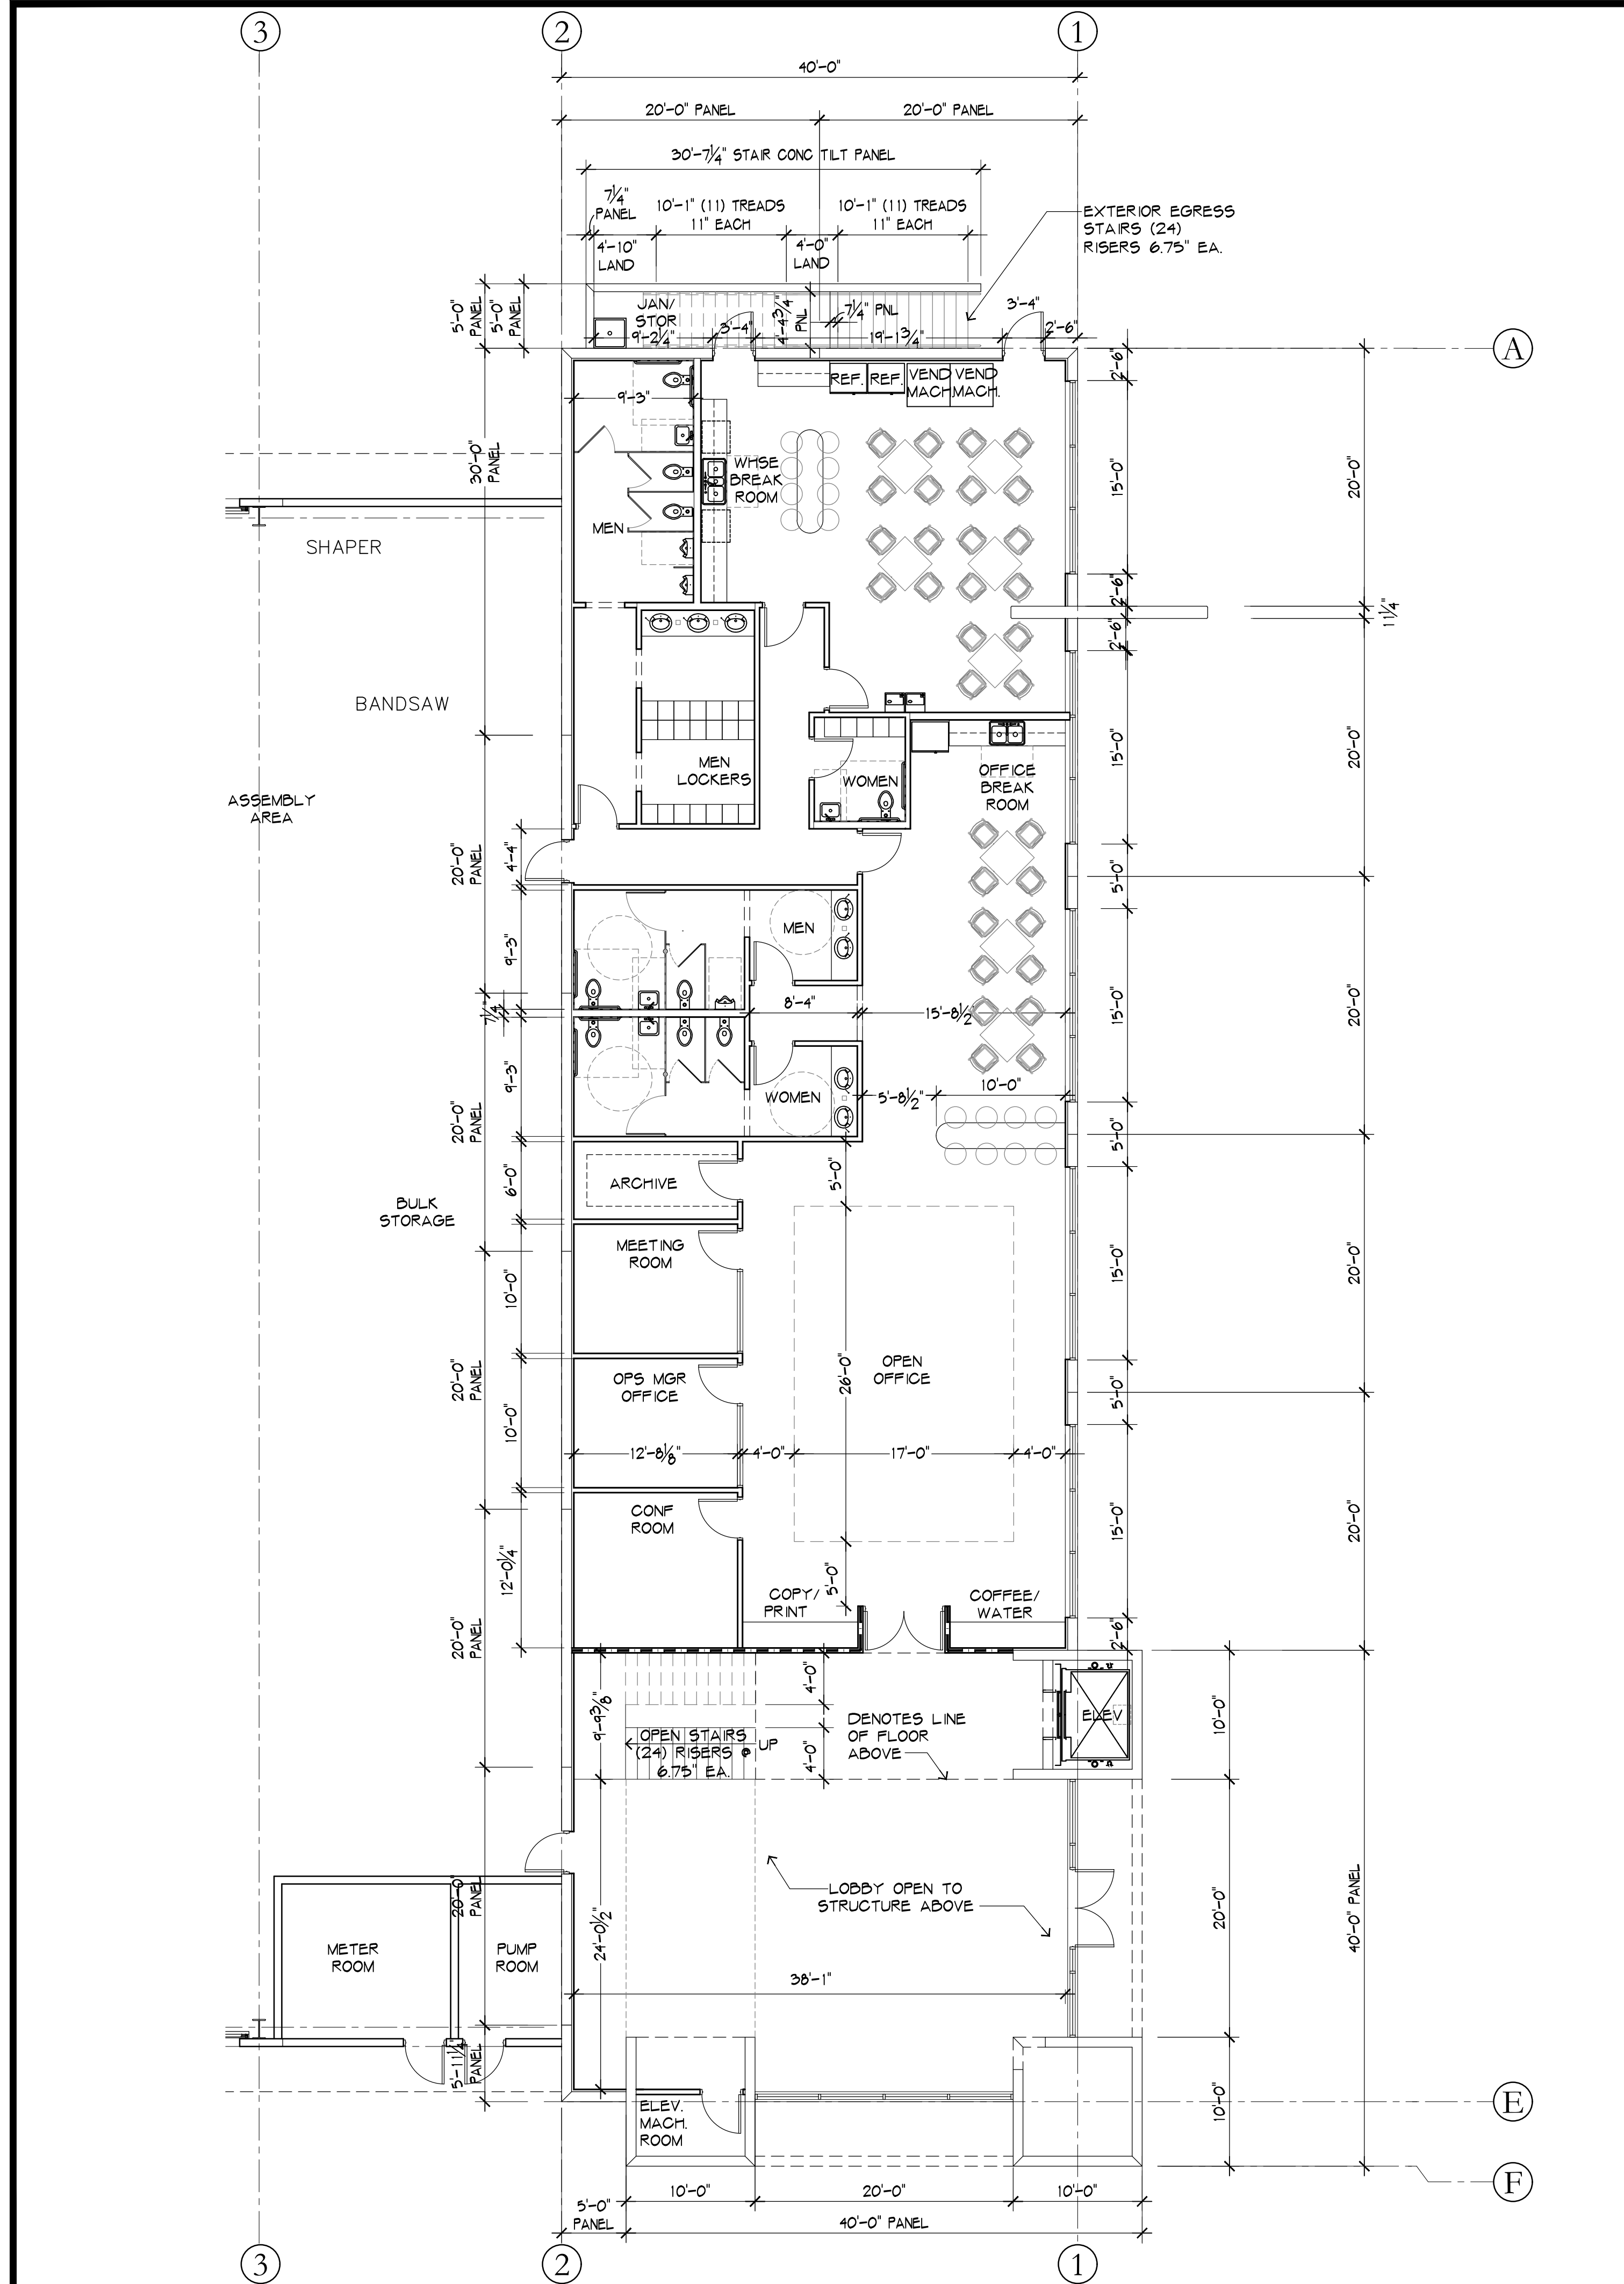 3
2
1
40'-0"
20'-0" PANEL
20'-0" PANEL
30'-7¼" STAIR CONC TILT PANEL
7¼"
PANEL
10'-1" (11) TREADS
11" EACH
10'-1" (11) TREADS
11" EACH
EXTERIOR EGRESS
STAIRS (24)
RISERS 6.75" EA.
4'-10"
LAND
4'-0"
LAND
5'-0"
PANEL
5'-0"
PANEL
JAN/
STOR
9'-2¼"
3'-4"
4'-4¾"
PNL
7¼" PNL
19'-1¾"
3'-4"
2'-6"
A
2'-6"
REF.
REF.
VEND
MACH.
VEND
MACH.
9'-3"
30'-0"
PANEL
WHSE
BREAK
ROOM
15'-0"
20'-0"
MEN
SHAPER
2'-6"
11¼"
2'-6"
BANDSAW
MEN
LOCKERS
WOMEN
OFFICE
BREAK
ROOM
15'-0"
20'-0"
ASSEMBLY
AREA
20'-0"
PANEL
4'-4"
5'-0"
MEN
9'-3"
7¼"
8'-4"
15'-8½"
15'-0"
20'-0"
9'-3"
WOMEN
5'-8½"
10'-0"
20'-0"
PANEL
5'-0"
6'-0"
ARCHIVE
5'-0"
BULK
STORAGE
MEETING
ROOM
10'-0"
15'-0"
20'-0"
20'-0"
PANEL
OPS MGR
OFFICE
26'-0"
OPEN
OFFICE
5'-0"
10'-0"
12'-8⅛"
4'-0"
17'-0"
4'-0"
CONF
ROOM
15'-0"
20'-0"
12'-0¼"
COPY/
PRINT
5'-0"
COFFEE/
WATER
20'-0"
PANEL
2'-6"
9'-9⅜"
4'-0"
OPEN STAIRS
(24) RISERS @
6.75" EA.
UP
4'-0"
DENOTES LINE
OF FLOOR
ABOVE
ELEV
10'-0"
20'-0"
PANEL
LOBBY OPEN TO
STRUCTURE ABOVE
20'-0"
40'-0" PANEL
METER
ROOM
PUMP
ROOM
24'-0½"
38'-1"
5'-11¼"
PANEL
ELEV.
MACH.
ROOM
10'-0"
E
F
10'-0"
20'-0"
10'-0"
5'-0"
PANEL
40'-0" PANEL
3
2
1